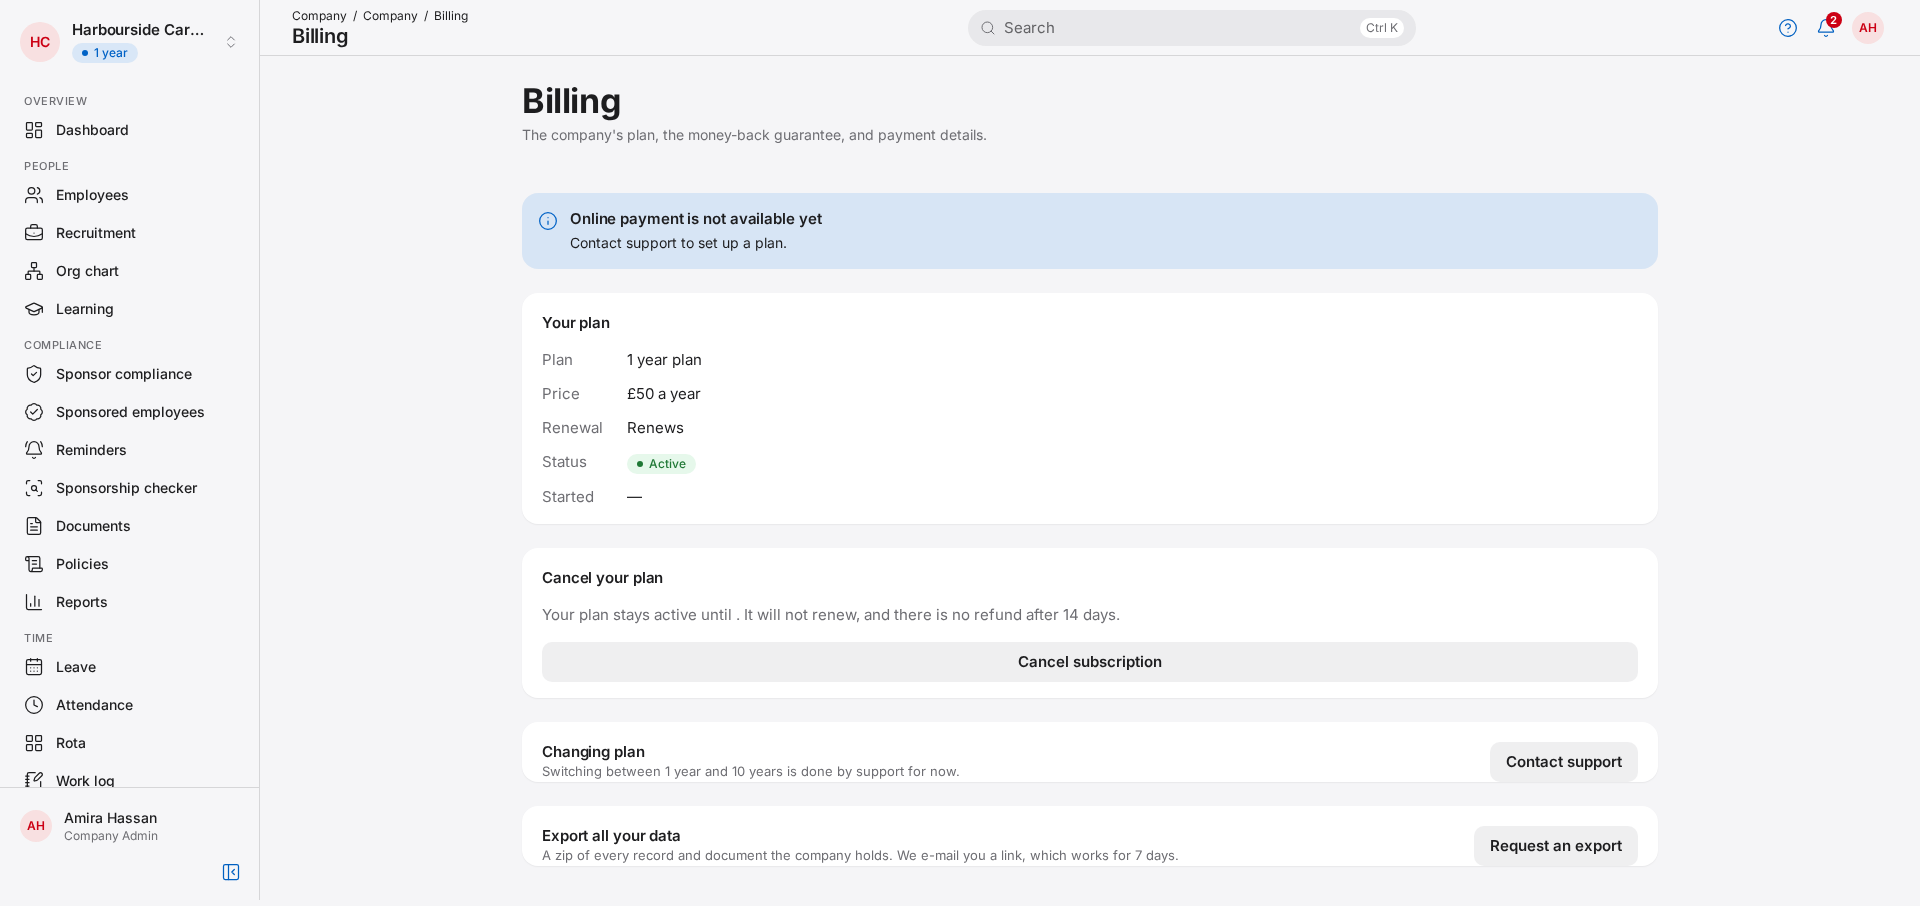 HC
Harbourside Car...
1 year
OVERVIEW
Dashboard
PEOPLE
Employees
Recruitment
Org chart
Learning
COMPLIANCE
Sponsor compliance
Sponsored employees
Reminders
Sponsorship checker
Documents
Policies
Reports
TIME
Leave
Attendance
Rota
Work log
AH
Amira Hassan
Company Admin
Company / Company / Billing
Billing
Search
Ctrl K
2
AH
Billing
The company's plan, the money-back guarantee, and payment details.
Online payment is not available yet
Contact support to set up a plan.
Your plan
Plan 1 year plan
Price £50 a year
Renewal Renews
Status Active
Started —
Cancel your plan
Your plan stays active until . It will not renew, and there is no refund after 14 days.
Cancel subscription
Changing plan
Switching between 1 year and 10 years is done by support for now.
Contact support
Export all your data
A zip of every record and document the company holds. We e-mail you a link, which works for 7 days.
Request an export